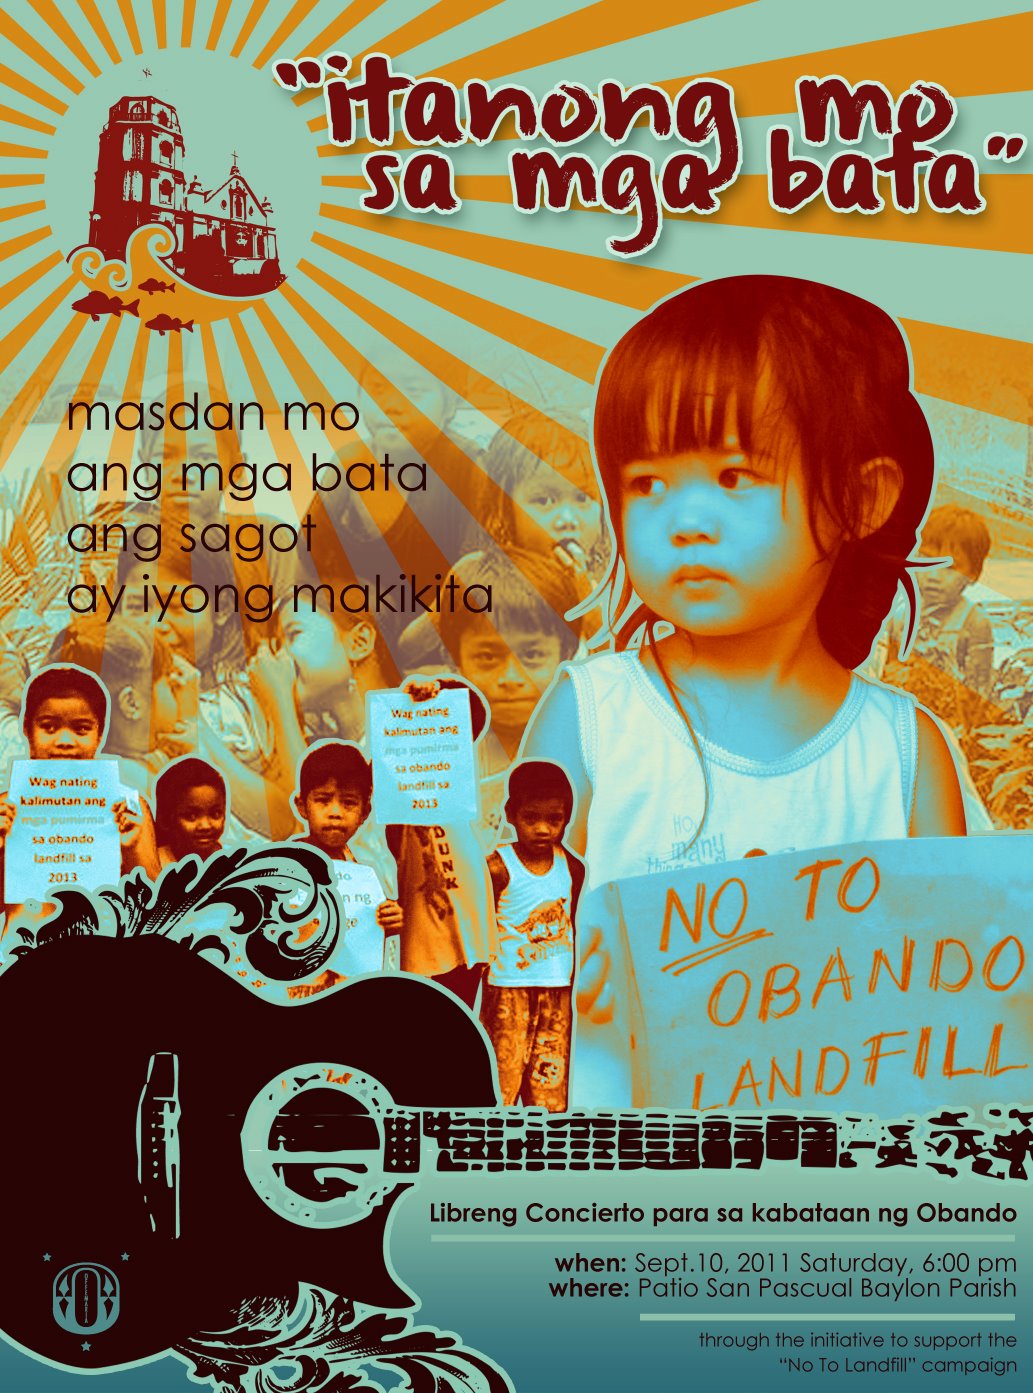 "itanong mo
sa mga bata"
masdan mo
ang mga bata
ang sagot
ay iyong makikita
Wag nating
kalimutan ang
mga pumirma
sa obando
landfill sa
2013
Wag nating
kalimutan ang
mga pumirma
sa obando
landfill sa
2013
HO
many
NO TO
OBANDO
LANDFILL
DUNK
Libreng Concierto para sa kabataan ng Obando
when: Sept.10, 2011 Saturday, 6:00 pm
where: Patio San Pascual Baylon Parish
through the initiative to support the
"No To Landfill" campaign